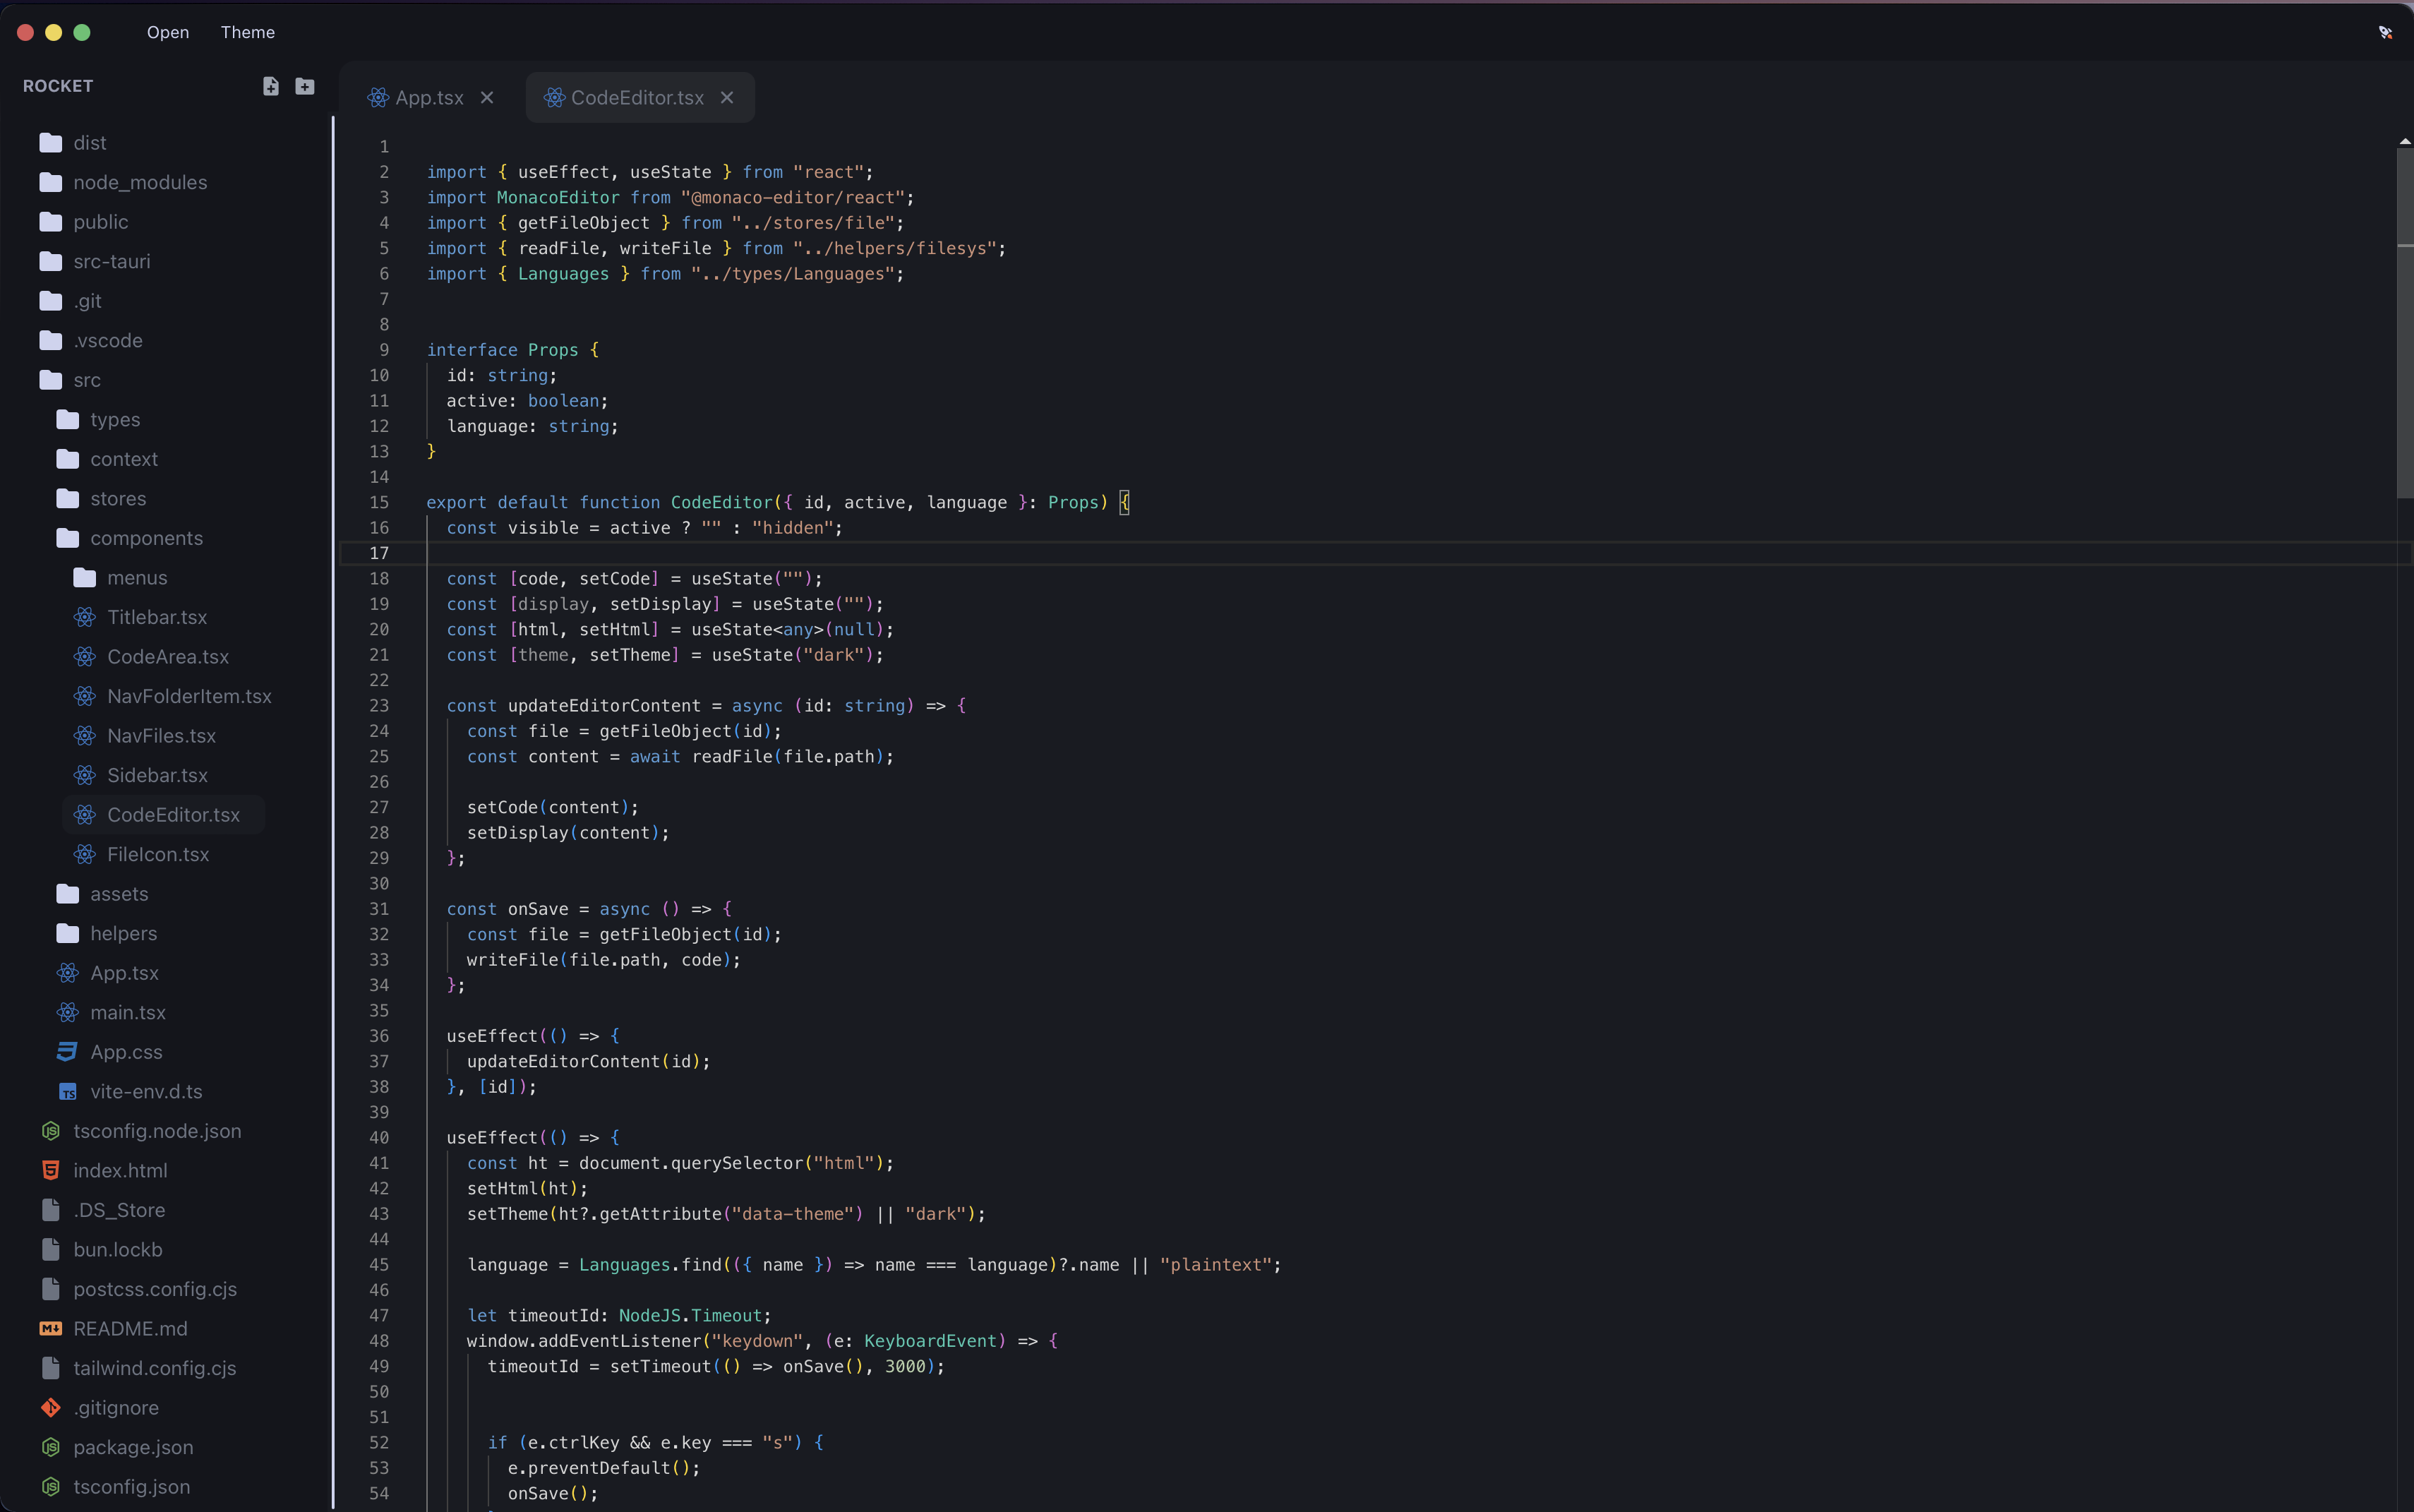 Open Theme
ROCKET
dist
node_modules
public
src-tauri
.git
.vscode
src
types
context
stores
components
menus
Titlebar.tsx
CodeArea.tsx
NavFolderItem.tsx
NavFiles.tsx
Sidebar.tsx
CodeEditor.tsx
FileIcon.tsx
assets
helpers
App.tsx
main.tsx
App.css
TS vite-env.d.ts
JS tsconfig.node.json
5 index.html
.DS_Store
bun.lockb
postcss.config.cjs
M↓ README.md
tailwind.config.cjs
.gitignore
JS package.json
JS tsconfig.json
App.tsx CodeEditor.tsx
1
2 import { useEffect, useState } from "react";
3 import MonacoEditor from "@monaco-editor/react";
4 import { getFileObject } from "../stores/file";
5 import { readFile, writeFile } from "../helpers/filesys";
6 import { Languages } from "../types/Languages";
7
8
9 interface Props {
10   id: string;
11   active: boolean;
12   language: string;
13 }
14
15 export default function CodeEditor({ id, active, language }: Props) {
16   const visible = active ? "" : "hidden";
17
18   const [code, setCode] = useState("");
19   const [display, setDisplay] = useState("");
20   const [html, setHtml] = useState<any>(null);
21   const [theme, setTheme] = useState("dark");
22
23   const updateEditorContent = async (id: string) => {
24     const file = getFileObject(id);
25     const content = await readFile(file.path);
26
27     setCode(content);
28     setDisplay(content);
29   };
30
31   const onSave = async () => {
32     const file = getFileObject(id);
33     writeFile(file.path, code);
34   };
35
36   useEffect(() => {
37     updateEditorContent(id);
38   }, [id]);
39
40   useEffect(() => {
41     const ht = document.querySelector("html");
42     setHtml(ht);
43     setTheme(ht?.getAttribute("data-theme") || "dark");
44
45     language = Languages.find(({ name }) => name === language)?.name || "plaintext";
46
47     let timeoutId: NodeJS.Timeout;
48     window.addEventListener("keydown", (e: KeyboardEvent) => {
49       timeoutId = setTimeout(() => onSave(), 3000);
50
51
52       if (e.ctrlKey && e.key === "s") {
53         e.preventDefault();
54         onSave();